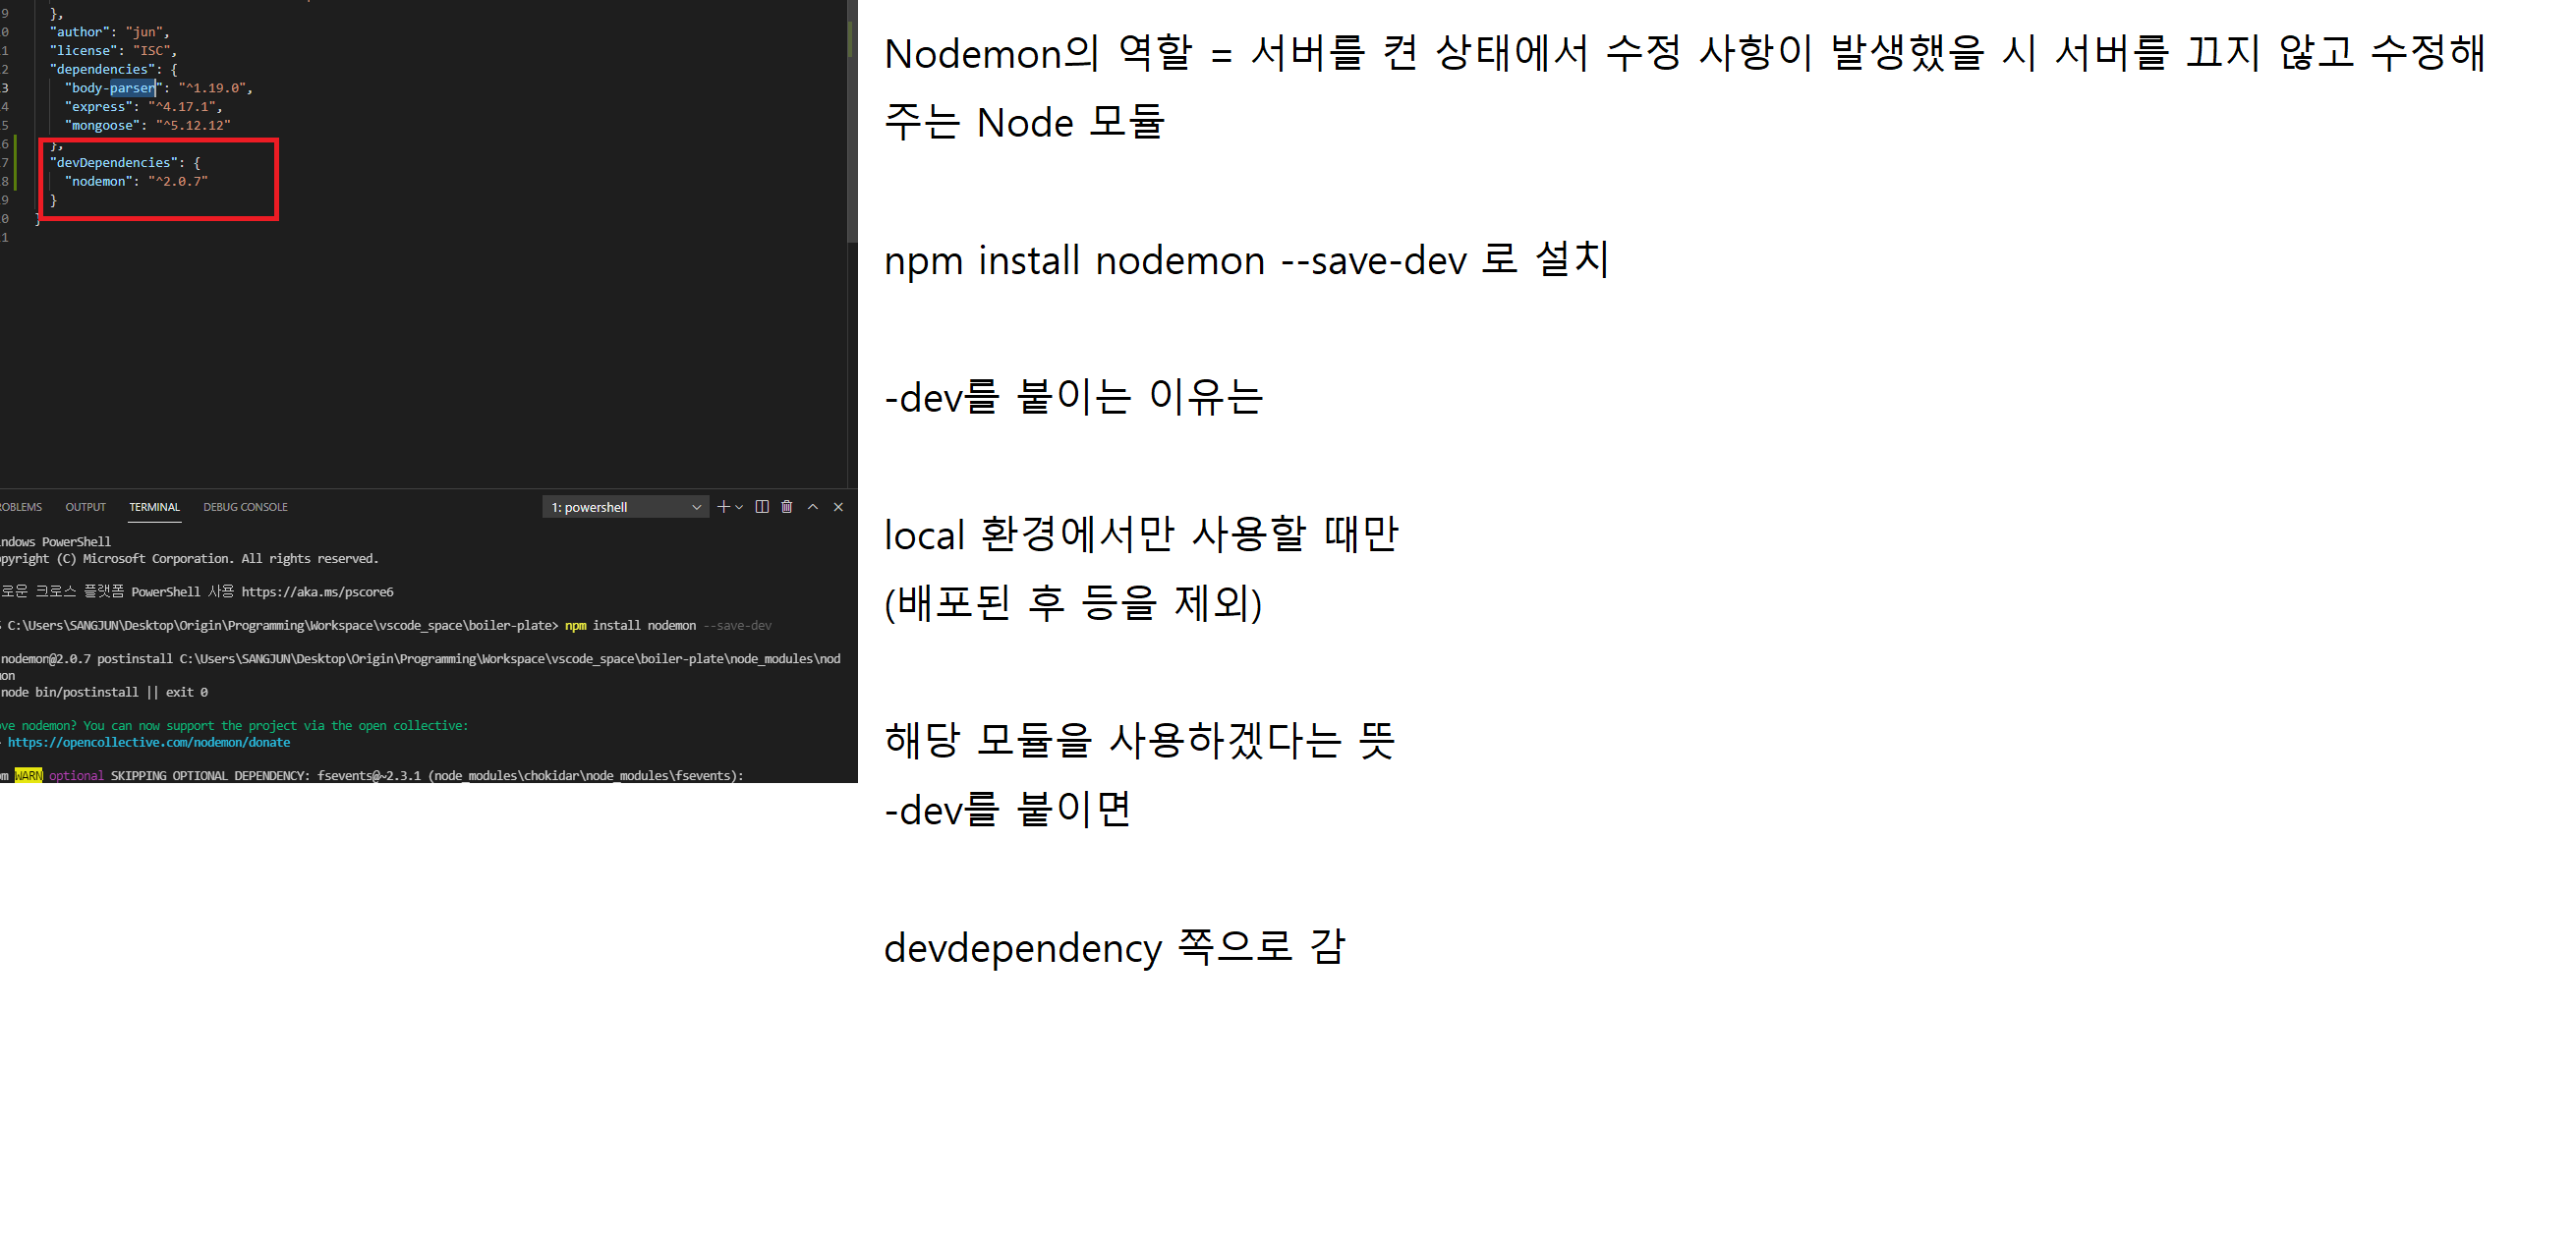 9 },
0 "author": "jun",
1 "license": "ISC",
2 "dependencies": {
3 "body-parser": "^1.19.0",
4 "express": "^4.17.1",
5 "mongoose": "^5.12.12"
6 },
7 "devDependencies": {
8 "nodemon": "^2.0.7"
9 }
0 }
1
ROBLEMS OUTPUT TERMINAL DEBUG CONSOLE 1: powershell
ndows PowerShell
pyright (C) Microsoft Corporation. All rights reserved.
로운 크로스 플랫폼 PowerShell 사용 https://aka.ms/pscore6
C:\Users\SANGJUN\Desktop\Origin\Programming\Workspace\vscode_space\boiler-plate> npm install nodemon --save-dev
nodemon@2.0.7 postinstall C:\Users\SANGJUN\Desktop\Origin\Programming\Workspace\vscode_space\boiler-plate\node_modules\nod
mon
node bin/postinstall || exit 0
ove nodemon? You can now support the project via the open collective:
https://opencollective.com/nodemon/donate
pm WARN optional SKIPPING OPTIONAL DEPENDENCY: fsevents@~2.3.1 (node_modules\chokidar\node_modules\fsevents):
Nodemon의 역할 = 서버를 켠 상태에서 수정 사항이 발생했을 시 서버를 끄지 않고 수정해
주는 Node 모듈
npm install nodemon --save-dev 로 설치
-dev를 붙이는 이유는
local 환경에서만 사용할 때만
(배포된 후 등을 제외)
해당 모듈을 사용하겠다는 뜻
-dev를 붙이면
devdependency 쪽으로 감